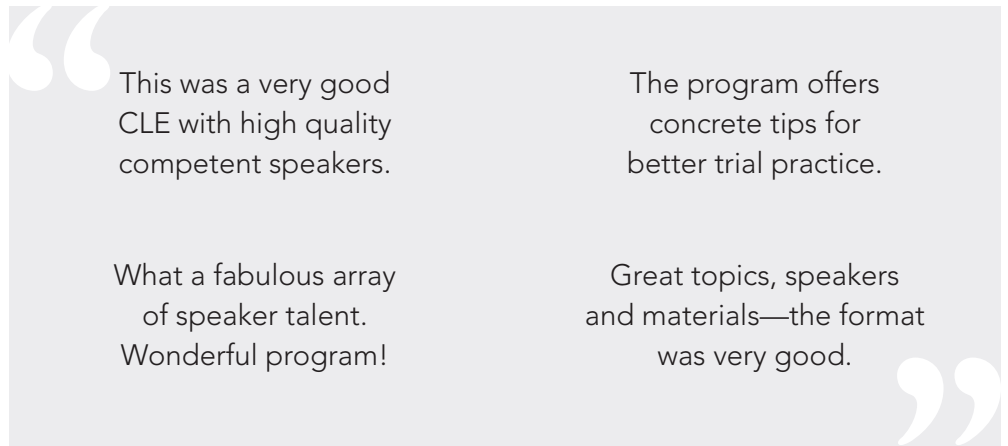 This was a very good
CLE with high quality
competent speakers.
The program offers
concrete tips for
better trial practice.
What a fabulous array
of speaker talent.
Wonderful program!
Great topics, speakers
and materials—the format
was very good.